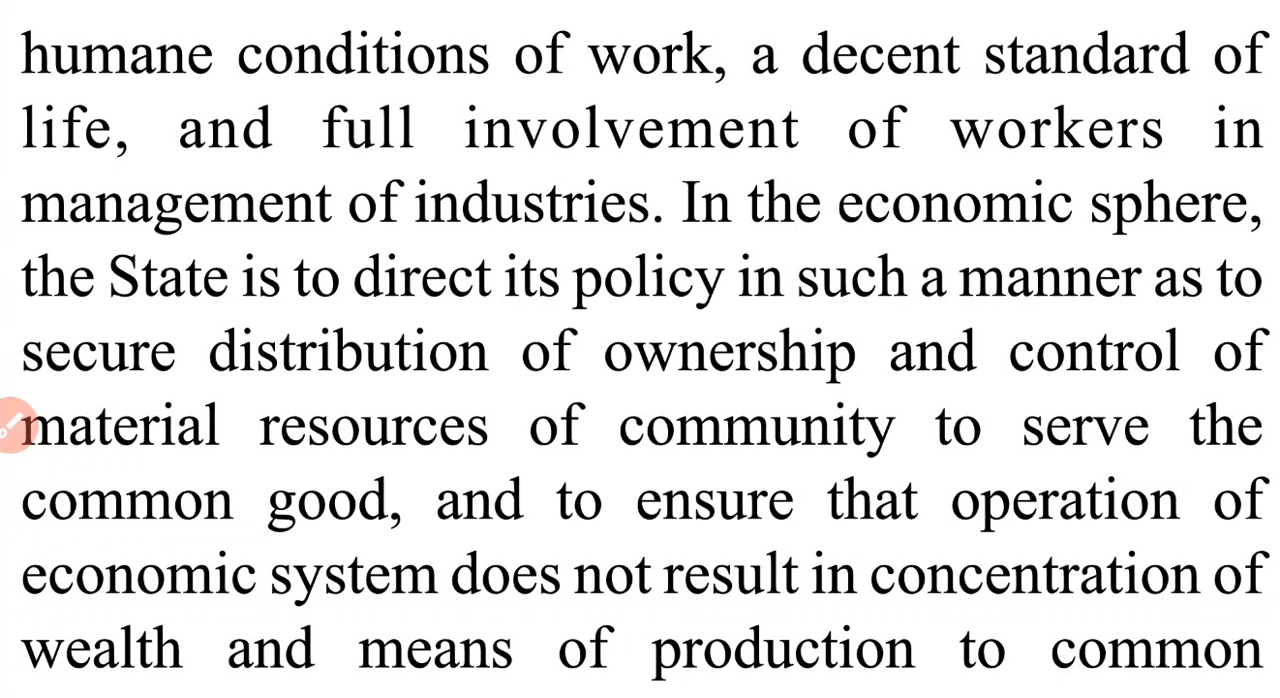 humane conditions of work, a decent standard of
life, and full involvement of workers in
management of industries. In the economic sphere,
the State is to direct its policy in such a manner as to
secure distribution of ownership and control of
material resources of community to serve the
common good, and to ensure that operation of
economic system does not result in concentration of
wealth and means of production to common